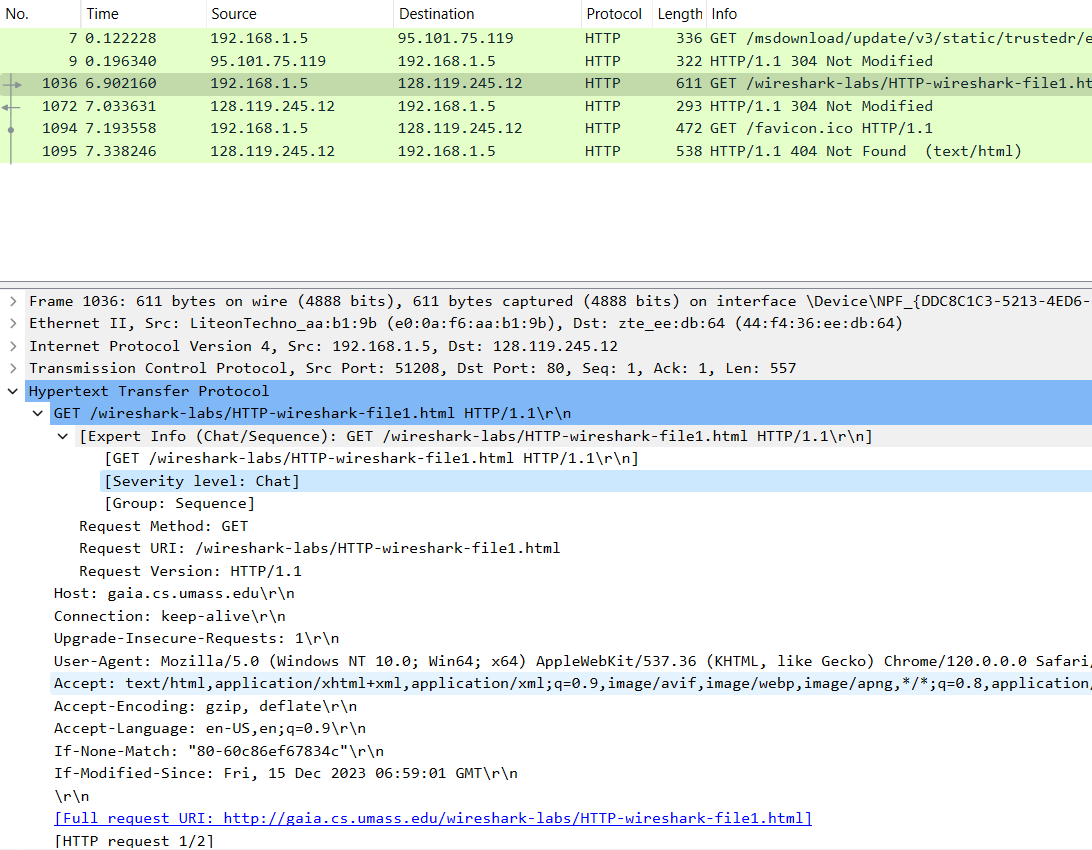 No. Time Source Destination Protocol Length Info
7 0.122228 192.168.1.5 95.101.75.119 HTTP 336 GET /msdownload/update/v3/static/trustedr/e
9 0.196340 95.101.75.119 192.168.1.5 HTTP 322 HTTP/1.1 304 Not Modified
1036 6.902160 192.168.1.5 128.119.245.12 HTTP 611 GET /wireshark-labs/HTTP-wireshark-file1.ht
1072 7.033631 128.119.245.12 192.168.1.5 HTTP 293 HTTP/1.1 304 Not Modified
1094 7.193558 192.168.1.5 128.119.245.12 HTTP 472 GET /favicon.ico HTTP/1.1
1095 7.338246 128.119.245.12 192.168.1.5 HTTP 538 HTTP/1.1 404 Not Found (text/html)
Frame 1036: 611 bytes on wire (4888 bits), 611 bytes captured (4888 bits) on interface \Device\NPF_{DDC8C1C3-5213-4ED6-
Ethernet II, Src: LiteonTechno_aa:b1:9b (e0:0a:f6:aa:b1:9b), Dst: zte_ee:db:64 (44:f4:36:ee:db:64)
Internet Protocol Version 4, Src: 192.168.1.5, Dst: 128.119.245.12
Transmission Control Protocol, Src Port: 51208, Dst Port: 80, Seq: 1, Ack: 1, Len: 557
Hypertext Transfer Protocol
GET /wireshark-labs/HTTP-wireshark-file1.html HTTP/1.1\r\n
[Expert Info (Chat/Sequence): GET /wireshark-labs/HTTP-wireshark-file1.html HTTP/1.1\r\n]
[GET /wireshark-labs/HTTP-wireshark-file1.html HTTP/1.1\r\n]
[Severity level: Chat]
[Group: Sequence]
Request Method: GET
Request URI: /wireshark-labs/HTTP-wireshark-file1.html
Request Version: HTTP/1.1
Host: gaia.cs.umass.edu\r\n
Connection: keep-alive\r\n
Upgrade-Insecure-Requests: 1\r\n
User-Agent: Mozilla/5.0 (Windows NT 10.0; Win64; x64) AppleWebKit/537.36 (KHTML, like Gecko) Chrome/120.0.0.0 Safari/
Accept: text/html,application/xhtml+xml,application/xml;q=0.9,image/avif,image/webp,image/apng,*/*;q=0.8,application/
Accept-Encoding: gzip, deflate\r\n
Accept-Language: en-US,en;q=0.9\r\n
If-None-Match: "80-60c86ef67834c"\r\n
If-Modified-Since: Fri, 15 Dec 2023 06:59:01 GMT\r\n
\r\n
[Full request URI: http://gaia.cs.umass.edu/wireshark-labs/HTTP-wireshark-file1.html]
[HTTP request 1/2]